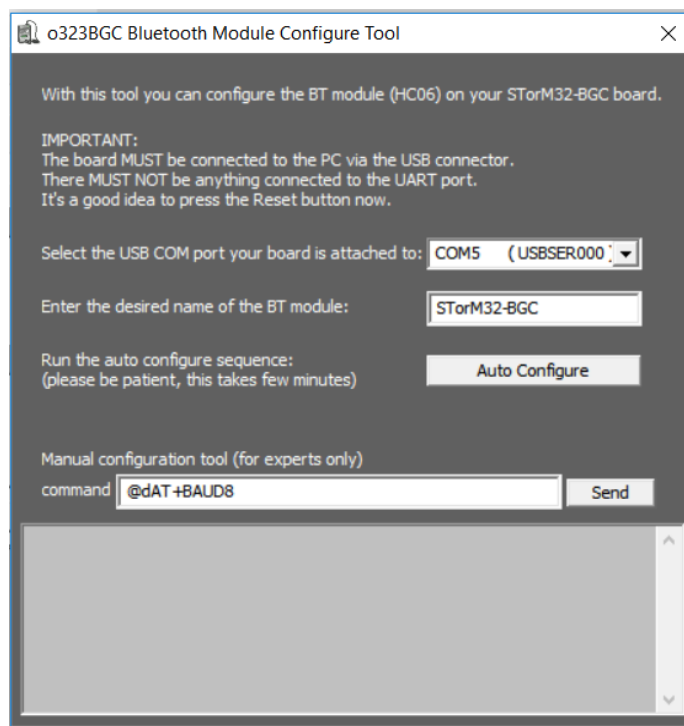 o323BGC Bluetooth Module Configure Tool
With this tool you can configure the BT module (HC06) on your STorM32-BGC board.
IMPORTANT:
The board MUST be connected to the PC via the USB connector.
There MUST NOT be anything connected to the UART port.
It's a good idea to press the Reset button now.
Select the USB COM port your board is attached to: COM5 (USBSER000)
Enter the desired name of the BT module: STorM32-BGC
Run the auto configure sequence:
(please be patient, this takes few minutes)
Auto Configure
Manual configuration tool (for experts only)
command @dAT+BAUD8 Send